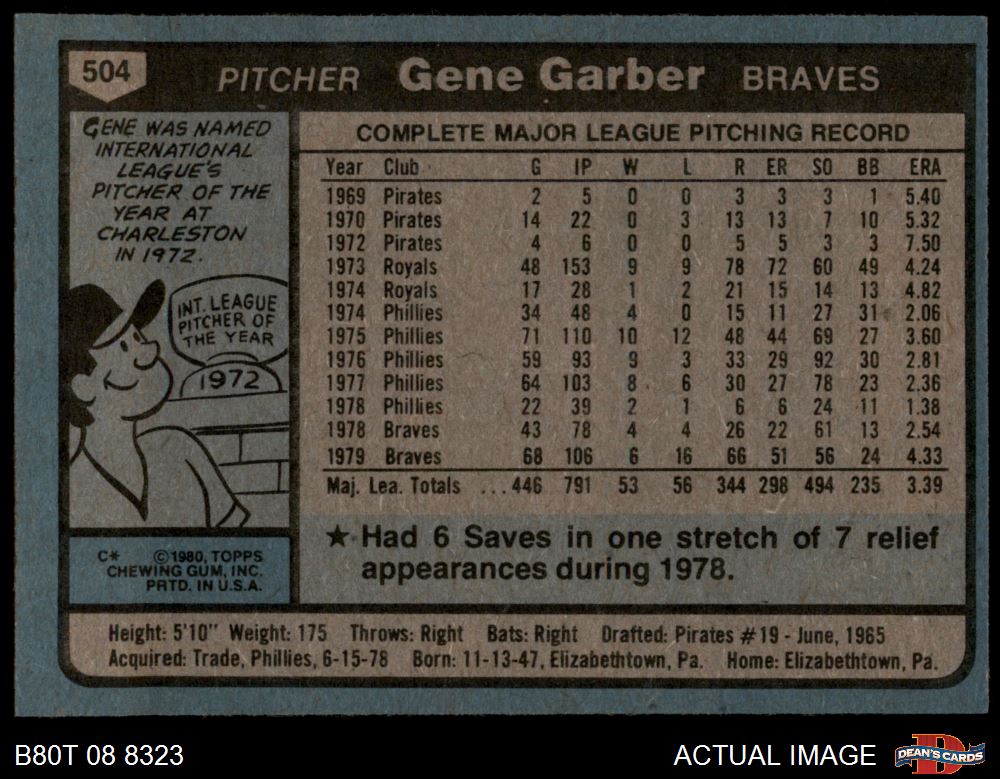 504 PITCHER Gene Garber BRAVES
GENE WAS NAMED
INTERNATIONAL
LEAGUE'S
PITCHER OF THE
YEAR AT
CHARLESTON
IN 1972.
INT. LEAGUE
PITCHER OF
THE YEAR
1972
C* ©1980, TOPPS
CHEWING GUM, INC.
PRTD. IN U.S.A.
COMPLETE MAJOR LEAGUE PITCHING RECORD
Year Club G IP W L R ER SO BB ERA
1969 Pirates 2 5 0 0 3 3 3 1 5.40
1970 Pirates 14 22 0 3 13 13 7 10 5.32
1972 Pirates 4 6 0 0 5 5 3 3 7.50
1973 Royals 48 153 9 9 78 72 60 49 4.24
1974 Royals 17 28 1 2 21 15 14 13 4.82
1974 Phillies 34 48 4 0 15 11 27 31 2.06
1975 Phillies 71 110 10 12 48 44 69 27 3.60
1976 Phillies 59 93 9 3 33 29 92 30 2.81
1977 Phillies 64 103 8 6 30 27 78 23 2.36
1978 Phillies 22 39 2 1 6 6 24 11 1.38
1978 Braves 43 78 4 4 26 22 61 13 2.54
1979 Braves 68 106 6 16 66 51 56 24 4.33
Maj. Lea. Totals ...446 791 53 56 344 298 494 235 3.39
★ Had 6 Saves in one stretch of 7 relief
appearances during 1978.
Height: 5'10" Weight: 175 Throws: Right Bats: Right Drafted: Pirates #19 - June, 1965
Acquired: Trade, Phillies, 6-15-78 Born: 11-13-47, Elizabethtown, Pa. Home: Elizabethtown, Pa.
B80T 08 8323 ACTUAL IMAGE DEAN'S CARDS